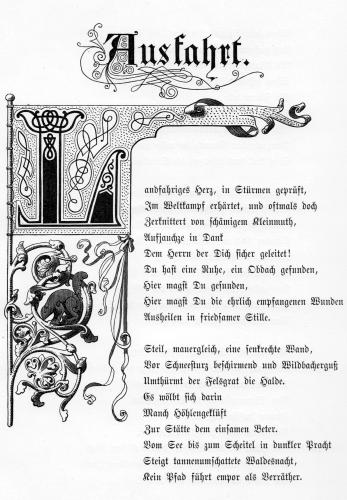 Ausfahrt.
Landfahriges Herz, in Stürmen geprüft,
Im Weltkampf erhärtet, und oftmals doch
Zerknittert von schämigem Kleinmuth,
Aufjauchze in Dank
Dem Herrn der Dich sicher geleitet!
Du hast eine Ruhe, ein Obdach gefunden,
Hier magst Du gesunden,
Hier magst Du die ehrlich empfangenen Wunden
Ausheilen in friedsamer Stille.
Steil, mauergleich, eine senkrechte Wand,
Vor Schneesturz beschirmend und Wildbacherguß
Umthürmt der Felsgrat die Halde.
Es wölbt sich darin
Manch Höhlengeklüft
Zur Stätte dem einsamen Beter.
Vom See bis zum Scheitel in dunkler Pracht
Steigt tannenumschattete Waldesnacht,
Kein Pfad führt empor als Verräther.